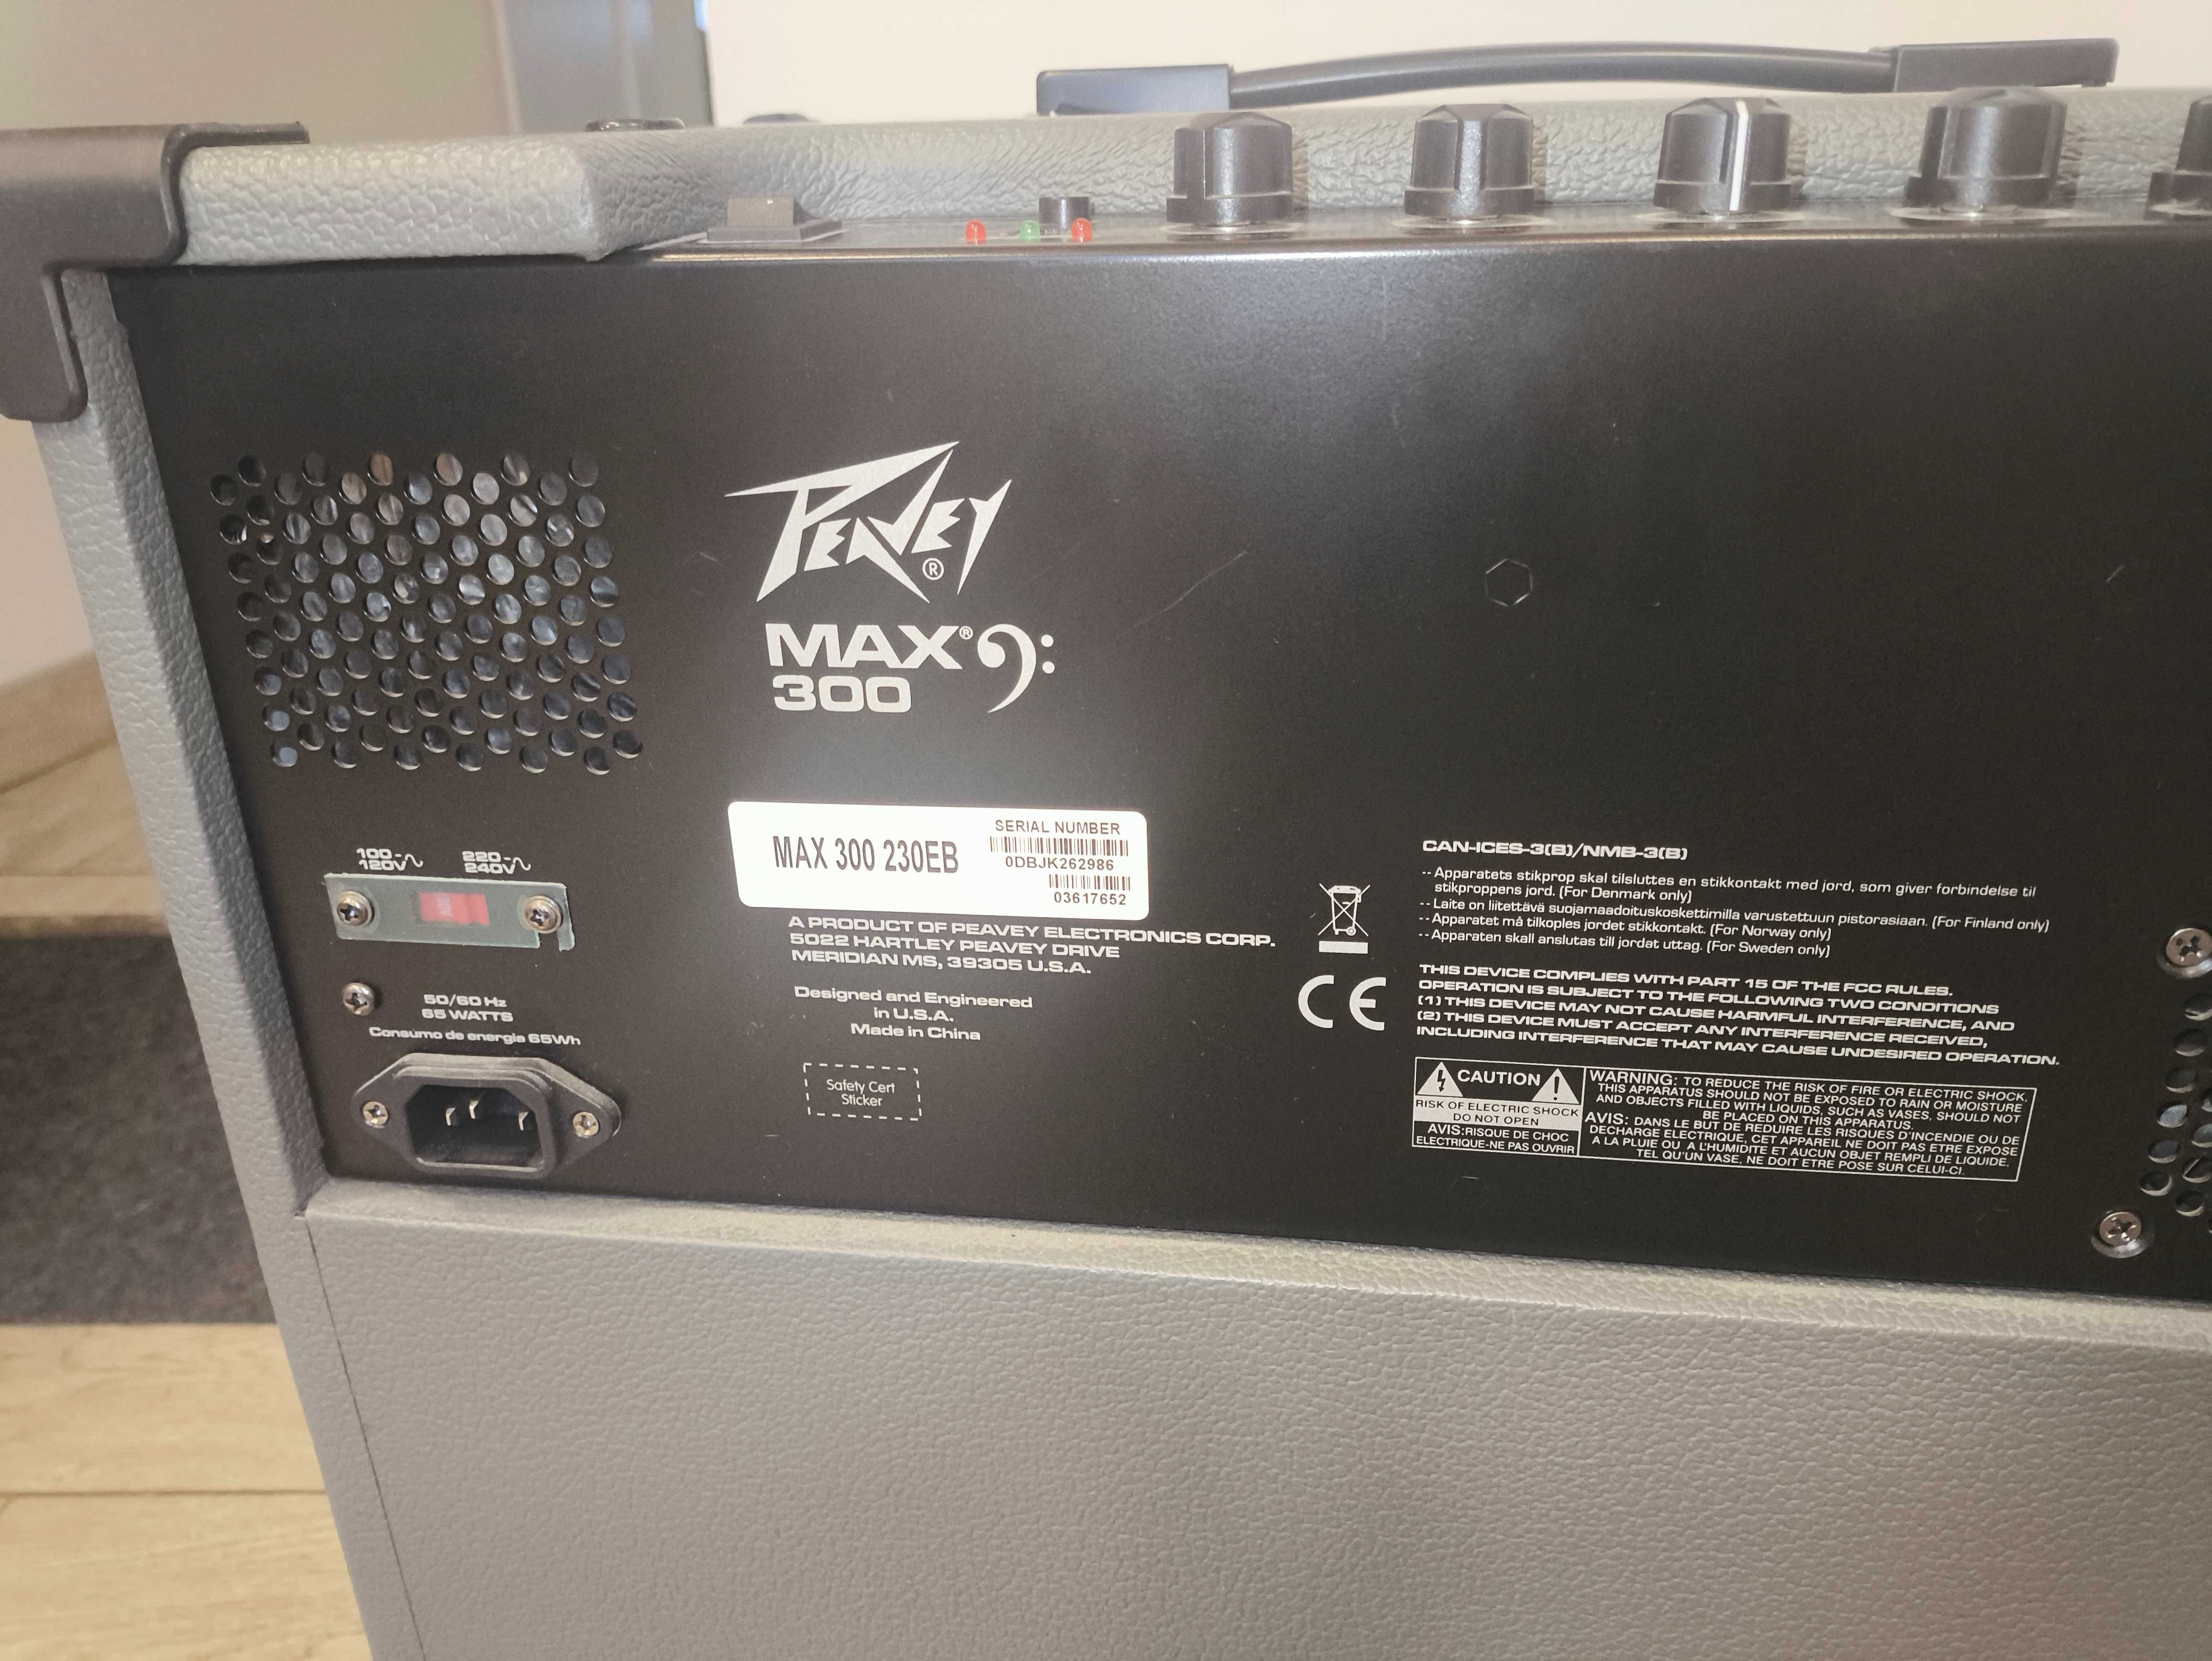 PEAVEY®
MAX®
300
MAX 300 230EB
SERIAL NUMBER
0DBJK262986
03617652
100-
120V
220-
240V
50/60 Hz
65 WATTS
Consumo de energia 65Wh
A PRODUCT OF PEAVEY ELECTRONICS CORP.
5022 HARTLEY PEAVEY DRIVE
MERIDIAN MS, 39305 U.S.A.
Designed and Engineered
in U.S.A.
Made in China
Safety Cert
Sticker
CE
CAN-ICES-3(B)/NMB-3(B)
-- Apparatets stikprop skal tilsluttes en stikkontakt med jord, som giver forbindelse til
stikproppens jord. (For Denmark only)
-- Laite on liitettävä suojamaadoituskoskettimilla varustettuun pistorasiaan. (For Finland only)
-- Apparatet må tilkoples jordet stikkontakt. (For Norway only)
-- Apparaten skall anslutas till jordat uttag. (For Sweden only)
THIS DEVICE COMPLIES WITH PART 15 OF THE FCC RULES.
OPERATION IS SUBJECT TO THE FOLLOWING TWO CONDITIONS
(1) THIS DEVICE MAY NOT CAUSE HARMFUL INTERFERENCE, AND
(2) THIS DEVICE MUST ACCEPT ANY INTERFERENCE RECEIVED,
INCLUDING INTERFERENCE THAT MAY CAUSE UNDESIRED OPERATION.
CAUTION
RISK OF ELECTRIC SHOCK
DO NOT OPEN
AVIS:RISQUE DE CHOC
ELECTRIQUE-NE PAS OUVRIR
WARNING: TO REDUCE THE RISK OF FIRE OR ELECTRIC SHOCK,
THIS APPARATUS SHOULD NOT BE EXPOSED TO RAIN OR MOISTURE
AND OBJECTS FILLED WITH LIQUIDS, SUCH AS VASES, SHOULD NOT
BE PLACED ON THIS APPARATUS.
AVIS: DANS LE BUT DE REDUIRE LES RISQUES D'INCENDIE OU DE
DECHARGE ELECTRIQUE, CET APPAREIL NE DOIT PAS ETRE EXPOSE
A LA PLUIE OU A L'HUMIDITE ET AUCUN OBJET REMPLI DE LIQUIDE,
TEL QU'UN VASE, NE DOIT ETRE POSE SUR CELUI-CI.